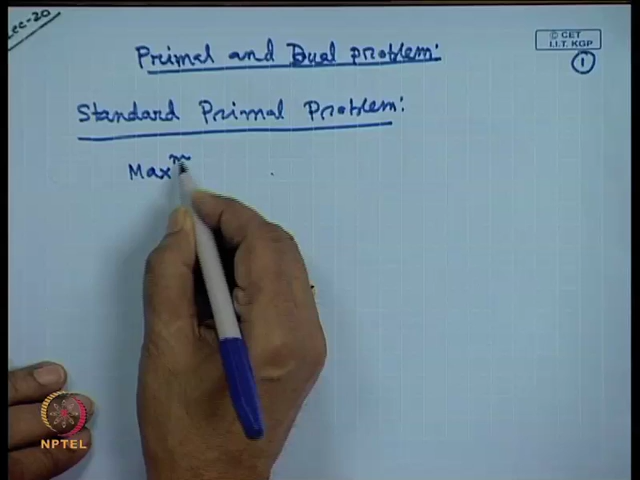 Lec-20
© CET
I.I.T. KGP
1
Primal and Dual problem:
Standard Primal Problem:
Max^m
NPTEL